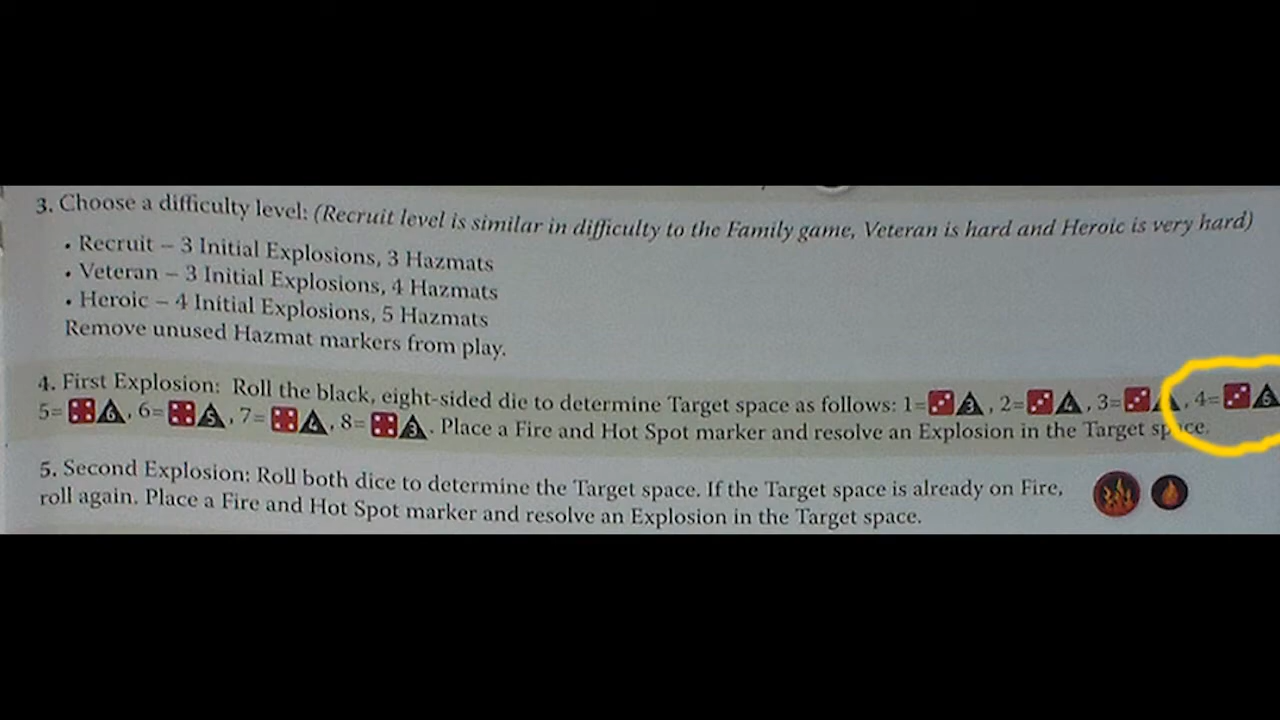 3. Choose a difficulty level: (Recruit level is similar in difficulty to the Family game, Veteran is hard and Heroic is very hard)
• Recruit – 3 Initial Explosions, 3 Hazmats
• Veteran – 3 Initial Explosions, 4 Hazmats
• Heroic – 4 Initial Explosions, 5 Hazmats
Remove unused Hazmat markers from play.
4. First Explosion: Roll the black, eight-sided die to determine Target space as follows: 1= 3, 2= 4, 3= , 4=
5= 6, 6= 5, 7= 4, 8= 3. Place a Fire and Hot Spot marker and resolve an Explosion in the Target space.
5. Second Explosion: Roll both dice to determine the Target space. If the Target space is already on Fire,
roll again. Place a Fire and Hot Spot marker and resolve an Explosion in the Target space.